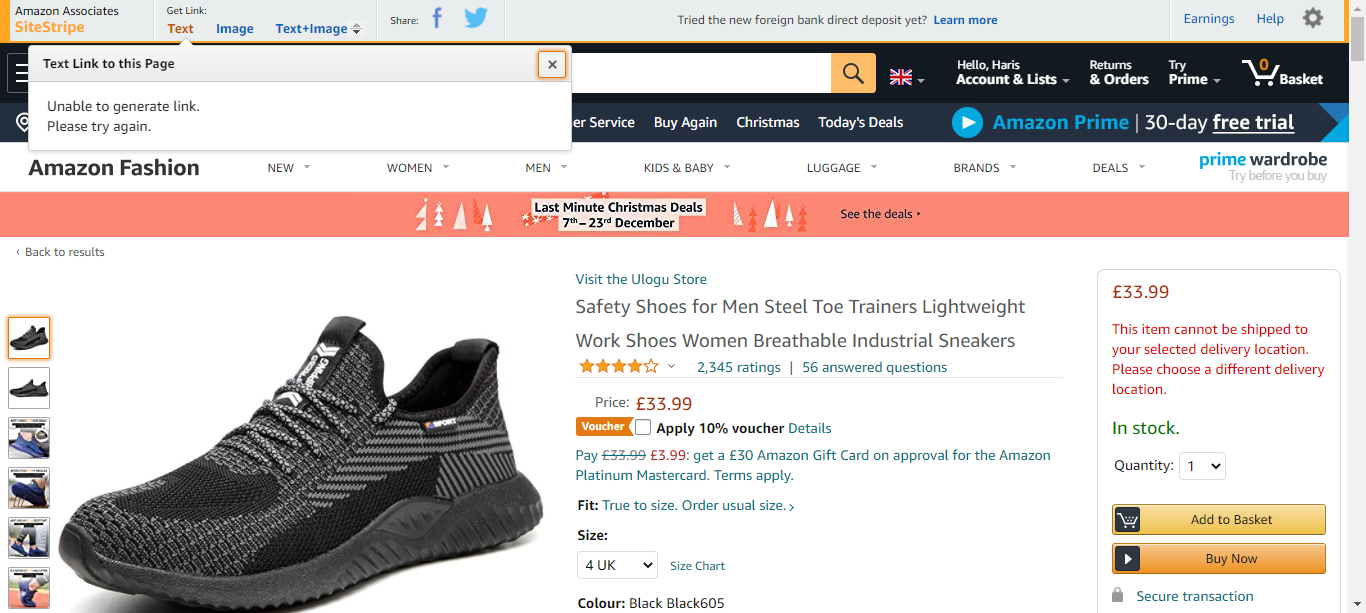 Amazon Associates
SiteStripe
Get Link:
Text Image Text+Image
Share:
Tried the new foreign bank direct deposit yet? Learn more
Earnings Help
Text Link to this Page
Unable to generate link.
Please try again.
Hello, Haris
Account & Lists
Returns
& Orders
Try
Prime
0
Basket
er Service Buy Again Christmas Today's Deals
Amazon Prime | 30-day free trial
Amazon Fashion
NEW WOMEN MEN KIDS & BABY LUGGAGE BRANDS DEALS
prime wardrobe
Try before you buy
Last Minute Christmas Deals
7th – 23rd December
See the deals ▸
‹ Back to results
Visit the Ulogu Store
Safety Shoes for Men Steel Toe Trainers Lightweight
Work Shoes Women Breathable Industrial Sneakers
2,345 ratings | 56 answered questions
Price: £33.99
Voucher Apply 10% voucher Details
Pay £33.99 £3.99: get a £30 Amazon Gift Card on approval for the Amazon
Platinum Mastercard. Terms apply.
Fit: True to size. Order usual size. ›
Size:
4 UK Size Chart
Colour: Black Black605
SPORT
£33.99
This item cannot be shipped to
your selected delivery location.
Please choose a different delivery
location.
In stock.
Quantity: 1
Add to Basket
Buy Now
Secure transaction